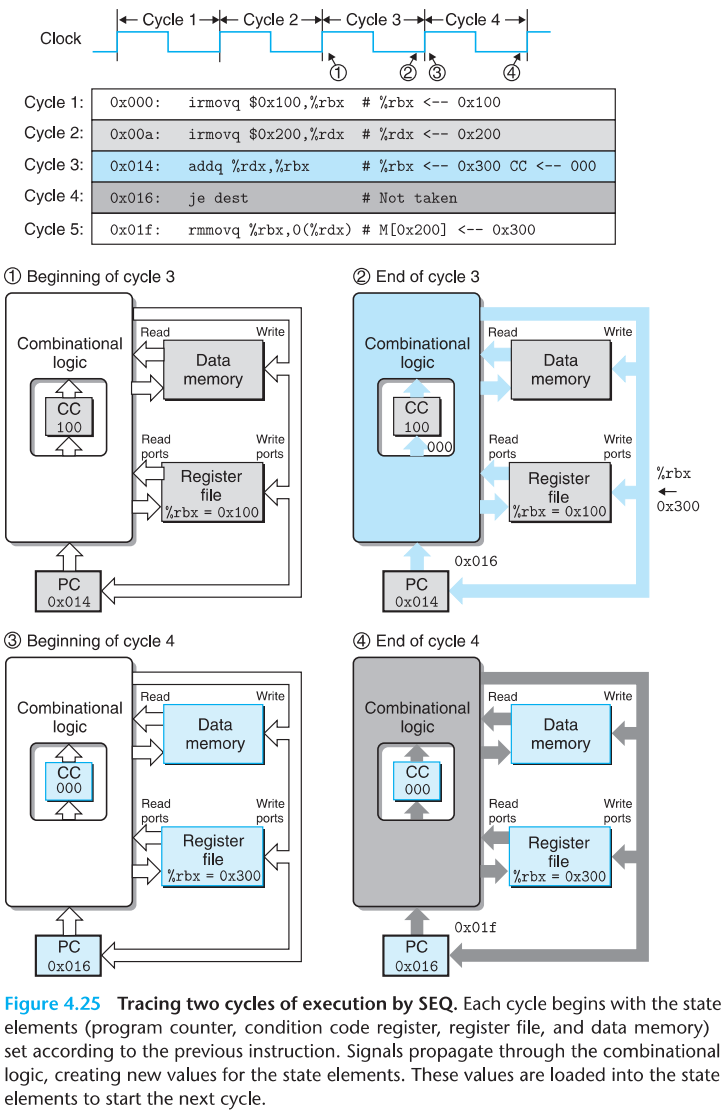 Clock
Cycle 1 Cycle 2 Cycle 3 Cycle 4
① ② ③ ④
Cycle 1: 0x000: irmovq $0x100,%rbx # %rbx <-- 0x100
Cycle 2: 0x00a: irmovq $0x200,%rdx # %rdx <-- 0x200
Cycle 3: 0x014: addq %rdx,%rbx # %rbx <-- 0x300 CC <-- 000
Cycle 4: 0x016: je dest # Not taken
Cycle 5: 0x01f: rmmovq %rbx,0(%rdx) # M[0x200] <-- 0x300
① Beginning of cycle 3
Combinational
logic
CC
100
Read
Write
Data
memory
Read
ports
Write
ports
Register
file
%rbx = 0x100
PC
0x014
② End of cycle 3
Combinational
logic
CC
100
000
Read
Write
Data
memory
Read
ports
Write
ports
Register
file
%rbx = 0x100
%rbx
0x300
0x016
PC
0x014
③ Beginning of cycle 4
Combinational
logic
CC
000
Read
Write
Data
memory
Read
ports
Write
ports
Register
file
%rbx = 0x300
PC
0x016
④ End of cycle 4
Combinational
logic
CC
000
Read
Write
Data
memory
Read
ports
Write
ports
Register
file
%rbx = 0x300
0x01f
PC
0x016
Figure 4.25 Tracing two cycles of execution by SEQ. Each cycle begins with the state
elements (program counter, condition code register, register file, and data memory)
set according to the previous instruction. Signals propagate through the combinational
logic, creating new values for the state elements. These values are loaded into the state
elements to start the next cycle.